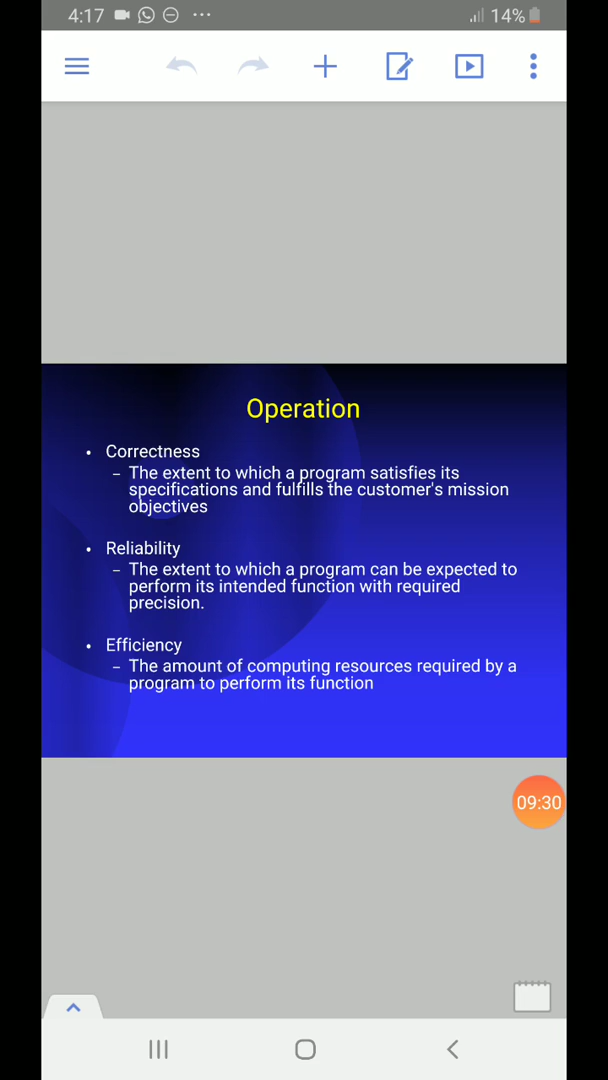 4:17
14%
Operation
• Correctness
– The extent to which a program satisfies its
specifications and fulfills the customer's mission
objectives
• Reliability
– The extent to which a program can be expected to
perform its intended function with required
precision.
• Efficiency
– The amount of computing resources required by a
program to perform its function
09:30